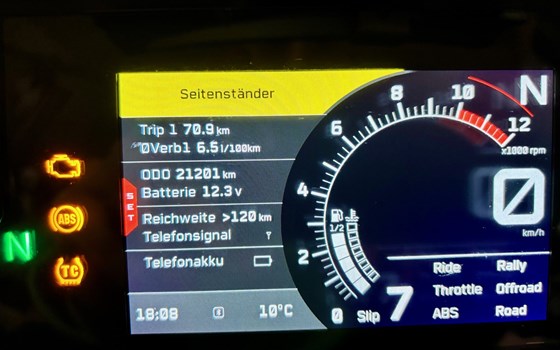 Seitenständer
Trip 1 70.9 km
ØVerb1 6.5 l/100km
ODO 21201 km
Batterie 12.3 v
SET
Reichweite >120 km
Telefonsignal
Telefonakku
18:08
10°C
N
ABS
TC
0 2 4 6 8 10 12
x1000 rpm
N
0
km/h
1/2
Slip 7
Ride Rally
Throttle Offroad
ABS Road